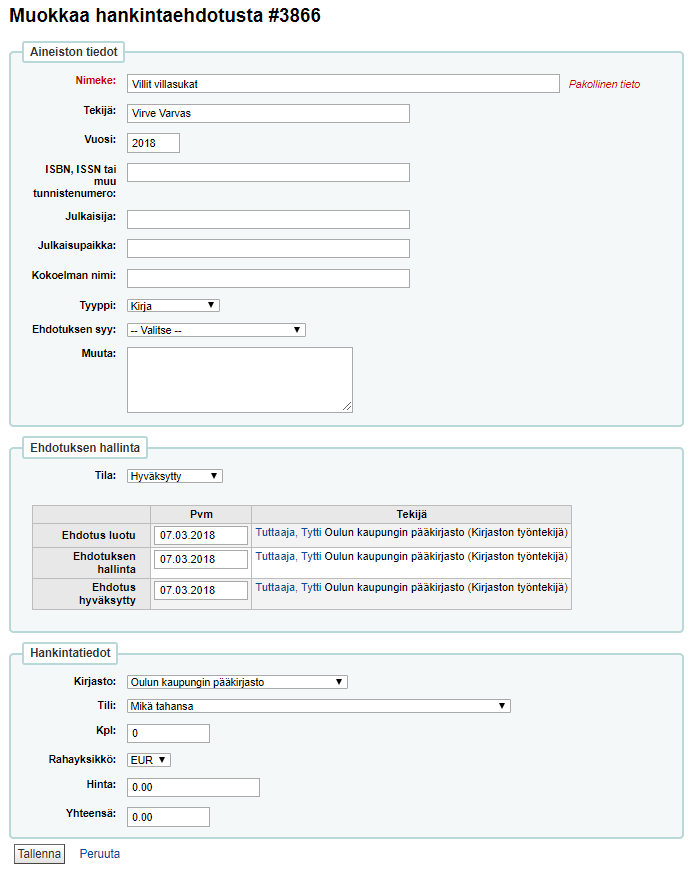 Muokkaa hankintaehdotusta #3866
Aineiston tiedot
Nimeke: Villit villasukat Pakollinen tieto
Tekijä: Virve Varvas
Vuosi: 2018
ISBN, ISSN tai
muu
tunnistenumero:
Julkaisija:
Julkaisupaikka:
Kokoelman nimi:
Tyyppi: Kirja
Ehdotuksen syy: -- Valitse --
Muuta:
Ehdotuksen hallinta
Tila: Hyväksytty
Pvm Tekijä
Ehdotus luotu 07.03.2018 Tuttaaja, Tytti Oulun kaupungin pääkirjasto (Kirjaston työntekijä)
Ehdotuksen hallinta 07.03.2018 Tuttaaja, Tytti Oulun kaupungin pääkirjasto (Kirjaston työntekijä)
Ehdotus hyväksytty 07.03.2018 Tuttaaja, Tytti Oulun kaupungin pääkirjasto (Kirjaston työntekijä)
Hankintatiedot
Kirjasto: Oulun kaupungin pääkirjasto
Tili: Mikä tahansa
Kpl: 0
Rahayksikkö: EUR
Hinta: 0.00
Yhteensä: 0.00
Tallenna Peruuta